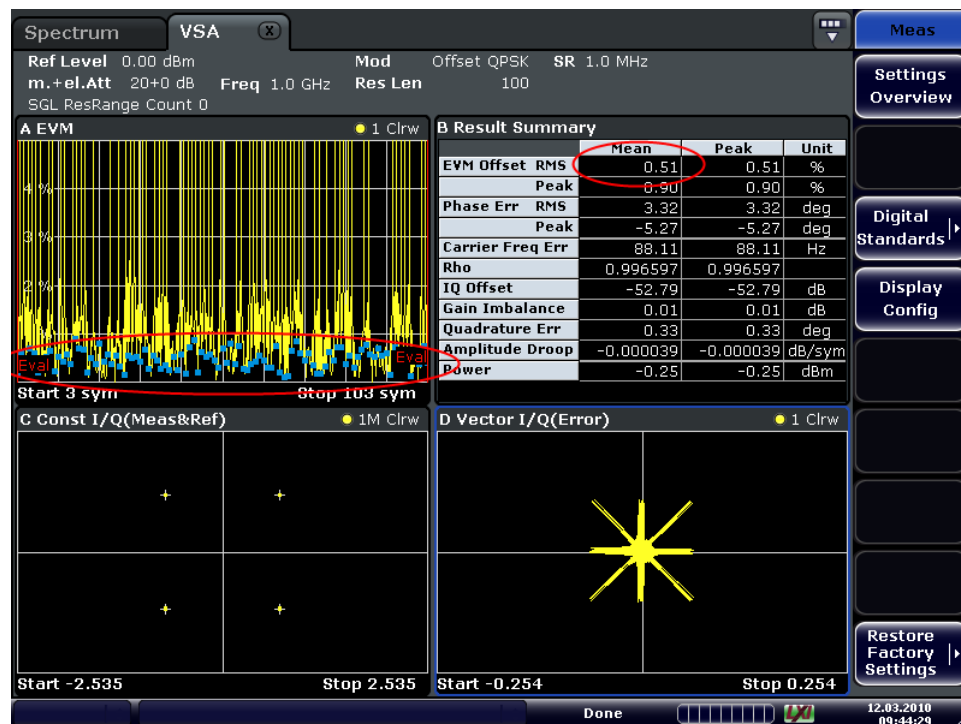 Spectrum VSA X
Ref Level 0.00 dBm Mod Offset QPSK SR 1.0 MHz
m.+el.Att 20+0 dB Freq 1.0 GHz Res Len 100
SGL ResRange Count 0
A EVM 1 Clrw
4 %
3 %
2 %
Eval Eval
Start 3 sym Stop 103 sym
B Result Summary
Mean Peak Unit
EVM Offset RMS 0.51 0.51 %
Peak 0.90 0.90 %
Phase Err RMS 3.32 3.32 deg
Peak -5.27 -5.27 deg
Carrier Freq Err 88.11 88.11 Hz
Rho 0.996597 0.996597
IQ Offset -52.79 -52.79 dB
Gain Imbalance 0.01 0.01 dB
Quadrature Err 0.33 0.33 deg
Amplitude Droop -0.000039 -0.000039 dB/sym
Power -0.25 -0.25 dBm
C Const I/Q(Meas&Ref) 1M Clrw
Start -2.535 Stop 2.535
D Vector I/Q(Error) 1 Clrw
Start -0.254 Stop 0.254
Meas
Settings
Overview
Digital
Standards
Display
Config
Restore
Factory
Settings
Done LXI
12.03.2010
09:44:29